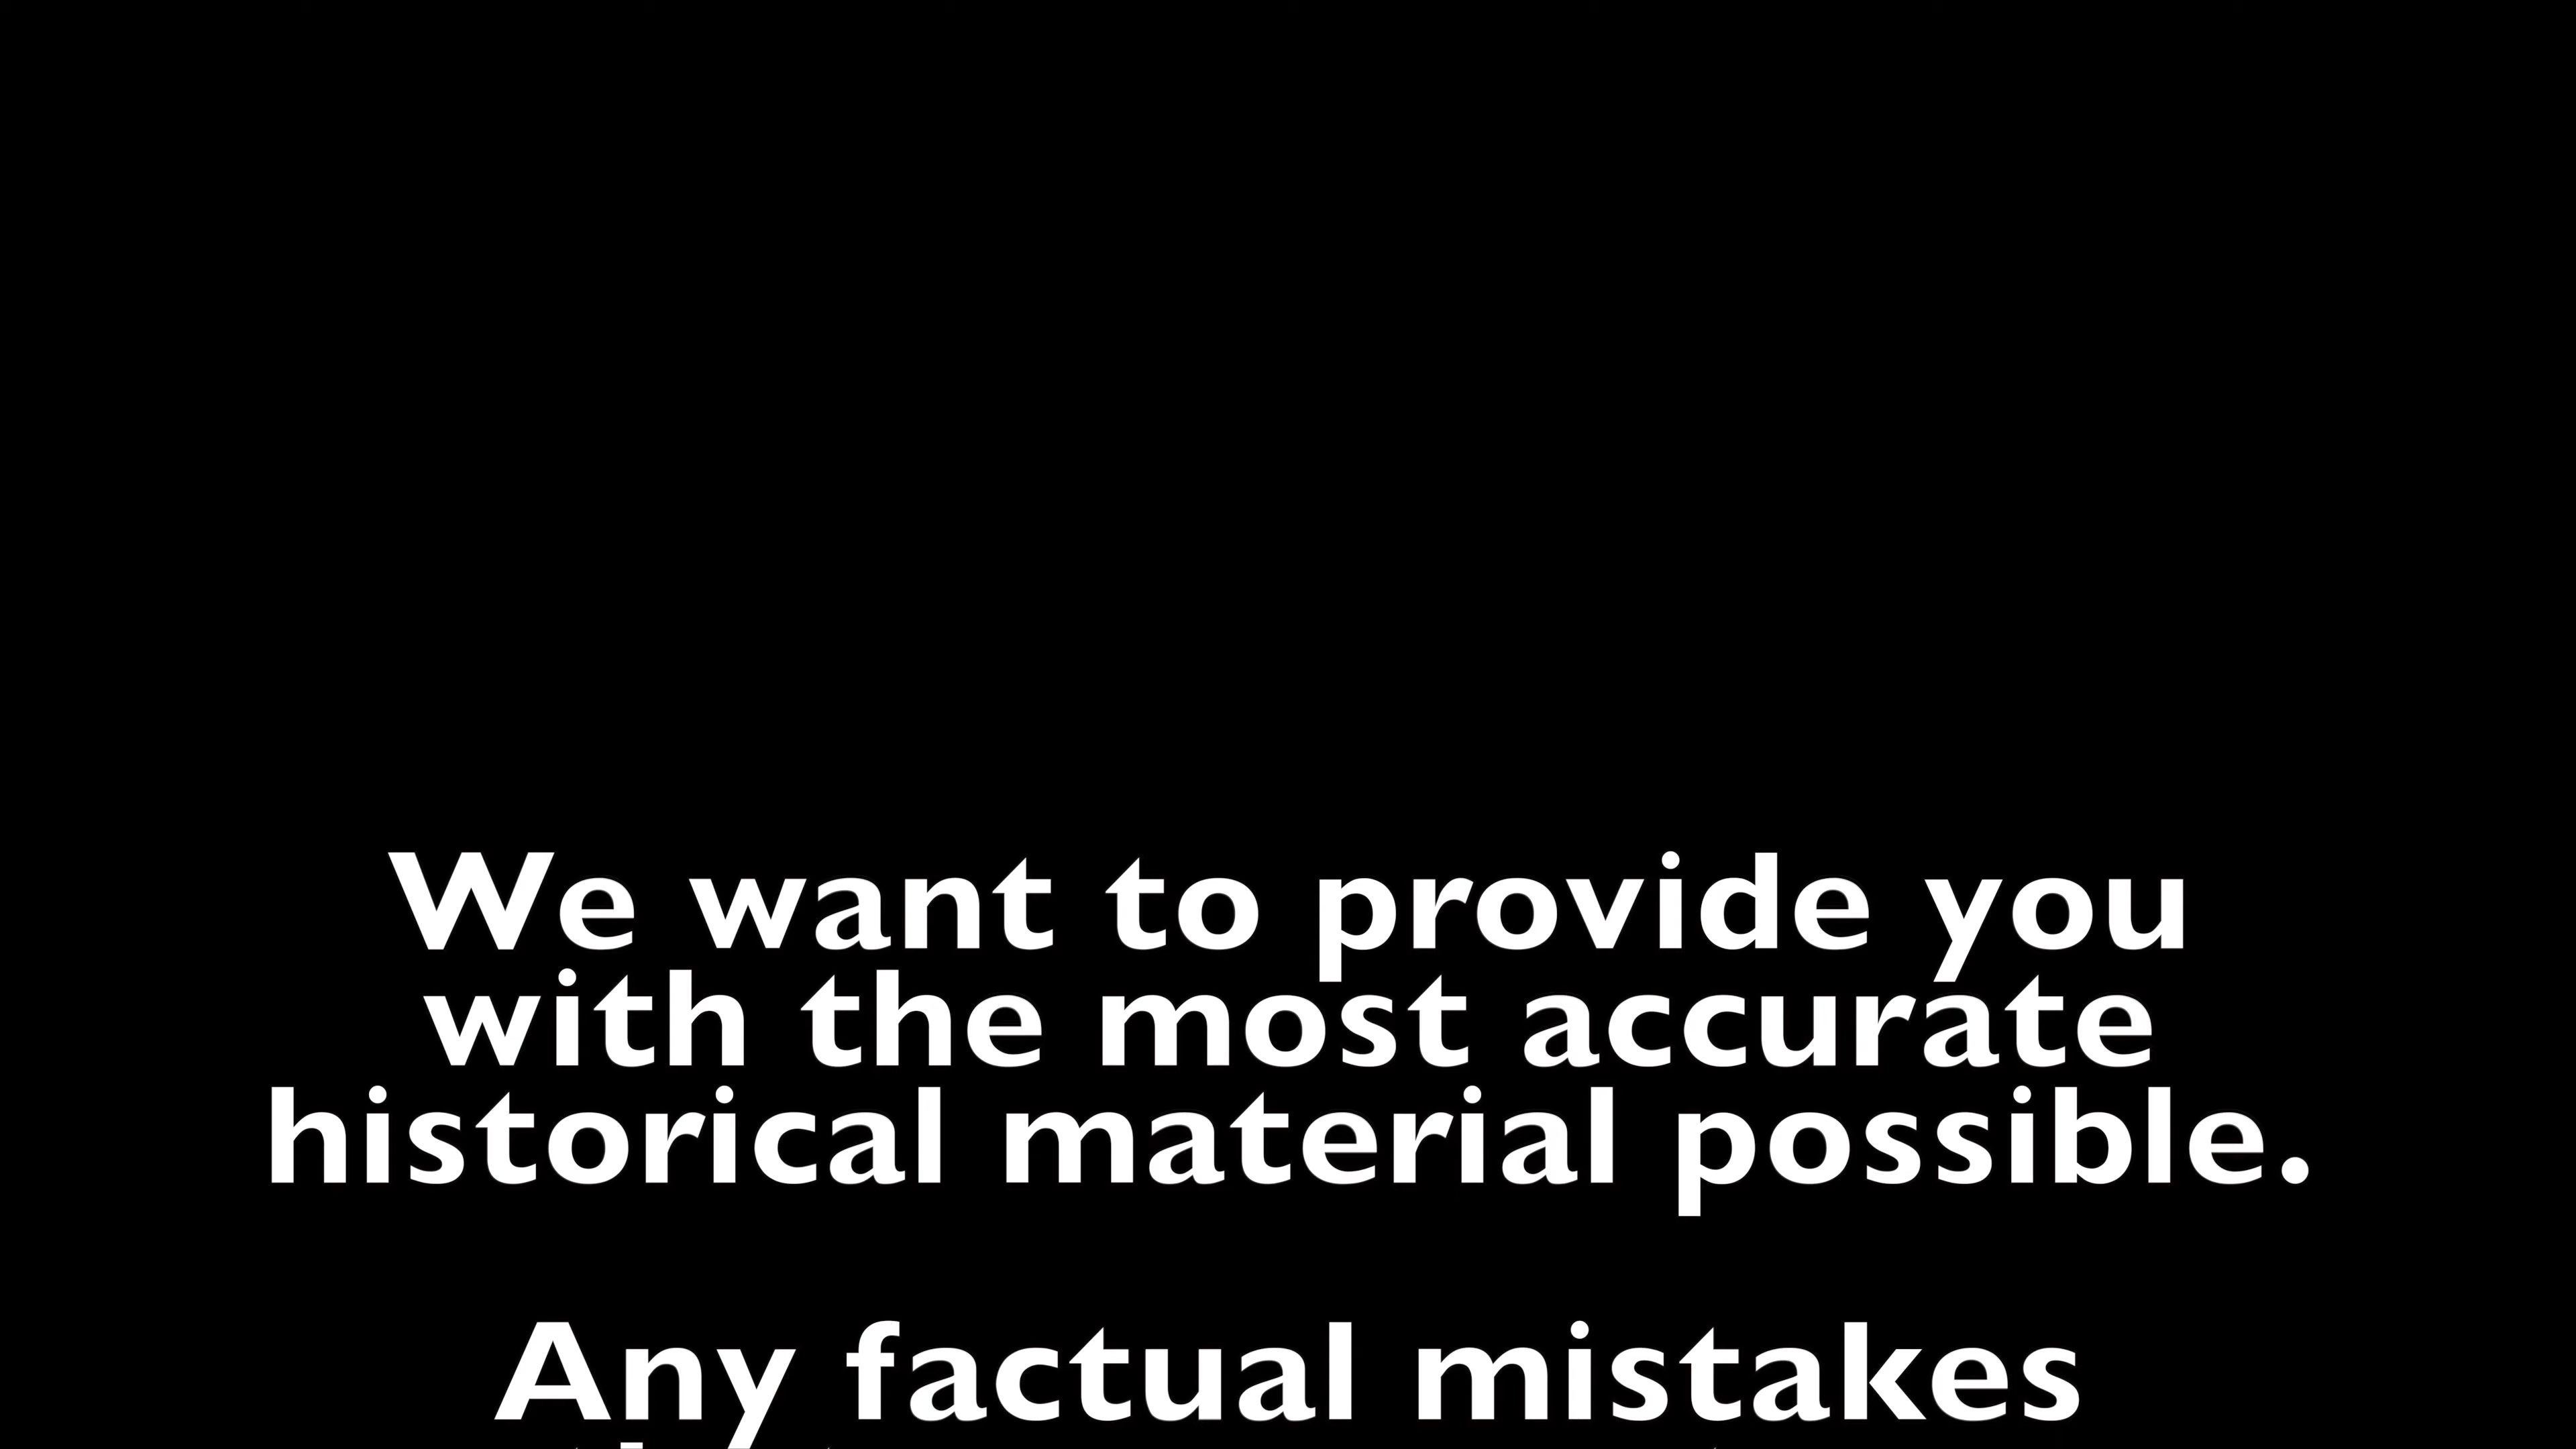 We want to provide you
with the most accurate
historical material possible.
Any factual mistakes